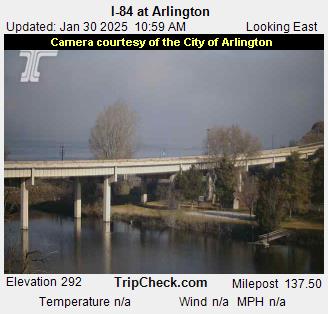 I-84 at Arlington
Updated: Jan 30 2025 10:59 AM Looking East
Camera courtesy of the City of Arlington
Elevation 292 TripCheck.com Milepost 137.50
Temperature n/a Wind n/a MPH n/a